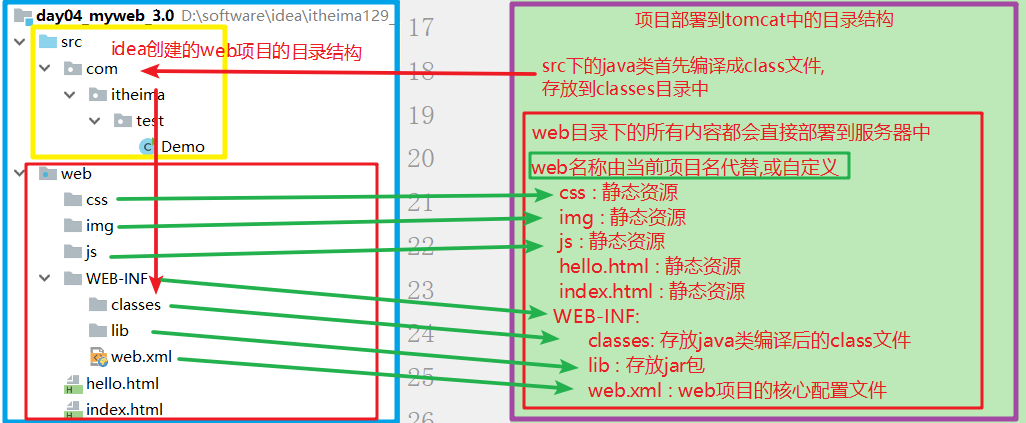 day04_myweb_3.0 D:\software\idea\itheima129_
src
idea创建的web项目的目录结构
com
itheima
test
Demo
web
css
img
js
WEB-INF
classes
lib
web.xml
hello.html
index.html
17
18
19
20
21
22
23
24
25
26
项目部署到tomcat中的目录结构
src下的java类首先编译成class文件,
存放到classes目录中
web目录下的所有内容都会直接部署到服务器中
web名称由当前项目名代替,或自定义
css : 静态资源
img : 静态资源
js : 静态资源
hello.html : 静态资源
index.html : 静态资源
WEB-INF:
classes: 存放java类编译后的class文件
lib : 存放jar包
web.xml : web项目的核心配置文件